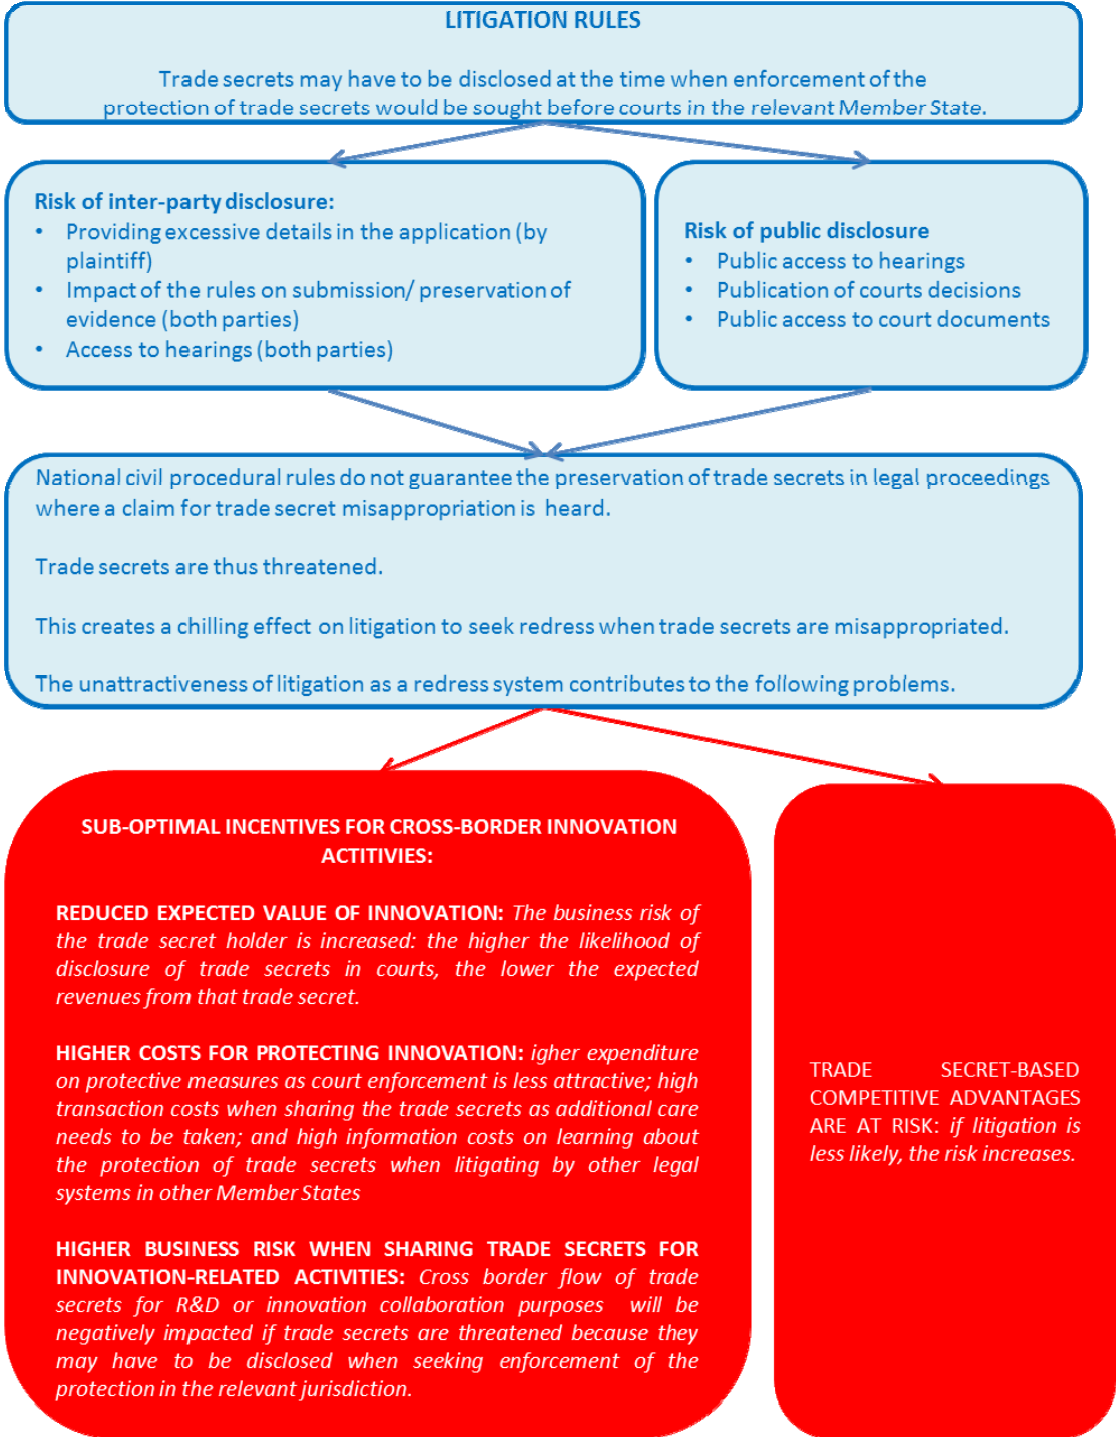 LITIGATION RULES
Trade secrets may have to be disclosed at the time when enforcement of the
protection of trade secrets would be sought before courts in the relevant Member State.
Risk of inter-party disclosure:
• Providing excessive details in the application (by
plaintiff)
• Impact of the rules on submission/ preservation of
evidence (both parties)
• Access to hearings (both parties)
Risk of public disclosure
• Public access to hearings
• Publication of courts decisions
• Public access to court documents
National civil procedural rules do not guarantee the preservation of trade secrets in legal proceedings
where a claim for trade secret misappropriation is heard.
Trade secrets are thus threatened.
This creates a chilling effect on litigation to seek redress when trade secrets are misappropriated.
The unattractiveness of litigation as a redress system contributes to the following problems.
SUB-OPTIMAL INCENTIVES FOR CROSS-BORDER INNOVATION
ACTITIVIES:
REDUCED EXPECTED VALUE OF INNOVATION: The business risk of
the trade secret holder is increased: the higher the likelihood of
disclosure of trade secrets in courts, the lower the expected
revenues from that trade secret.
HIGHER COSTS FOR PROTECTING INNOVATION: igher expenditure
on protective measures as court enforcement is less attractive; high
transaction costs when sharing the trade secrets as additional care
needs to be taken; and high information costs on learning about
the protection of trade secrets when litigating by other legal
systems in other Member States
HIGHER BUSINESS RISK WHEN SHARING TRADE SECRETS FOR
INNOVATION-RELATED ACTIVITIES: Cross border flow of trade
secrets for R&D or innovation collaboration purposes will be
negatively impacted if trade secrets are threatened because they
may have to be disclosed when seeking enforcement of the
protection in the relevant jurisdiction.
TRADE SECRET-BASED
COMPETITIVE ADVANTAGES
ARE AT RISK: if litigation is
less likely, the risk increases.